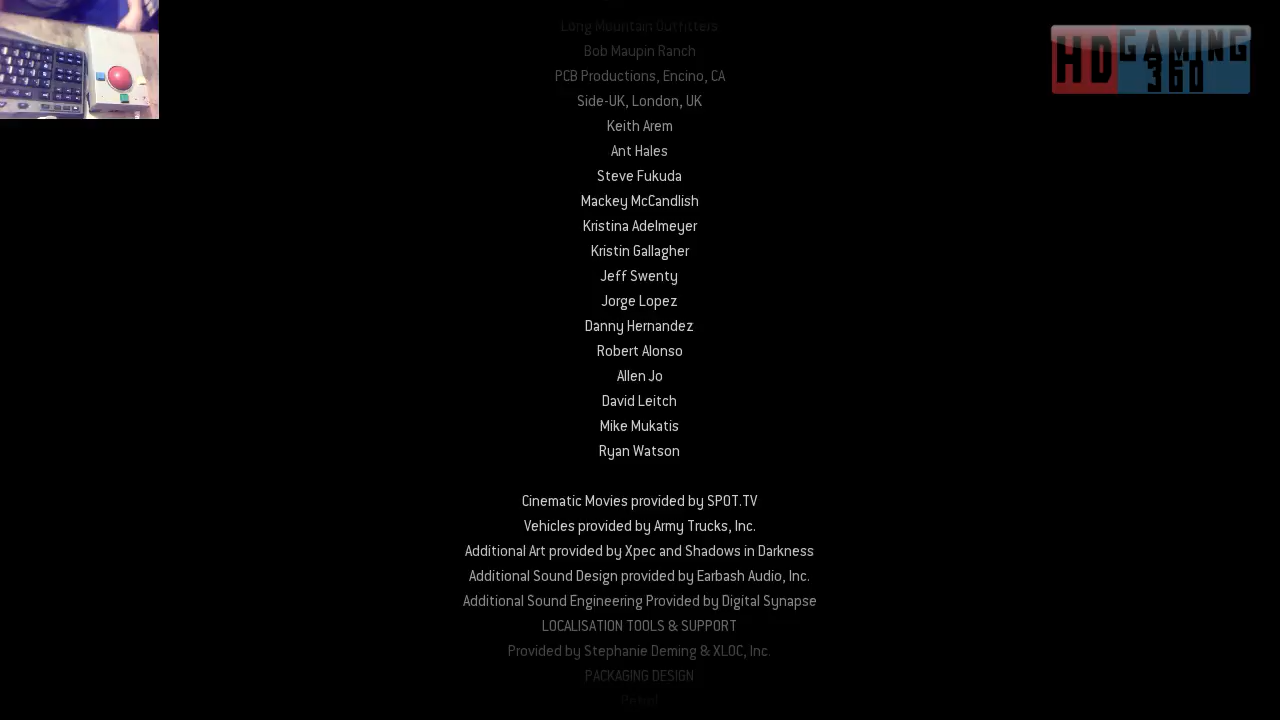 Long Mountain Outfitters
Bob Maupin Ranch
PCB Productions, Encino, CA
Side-UK, London, UK
Keith Arem
Ant Hales
Steve Fukuda
Mackey McCandlish
Kristina Adelmeyer
Kristin Gallagher
Jeff Swenty
Jorge Lopez
Danny Hernandez
Robert Alonso
Allen Jo
David Leitch
Mike Mukatis
Ryan Watson
Cinematic Movies provided by SPOT.TV
Vehicles provided by Army Trucks, Inc.
Additional Art provided by Xpec and Shadows in Darkness
Additional Sound Design provided by Earbash Audio, Inc.
Additional Sound Engineering Provided by Digital Synapse
LOCALISATION TOOLS & SUPPORT
Provided by Stephanie Deming & XLOC, Inc.
PACKAGING DESIGN
Petrol
HD GAMING
360